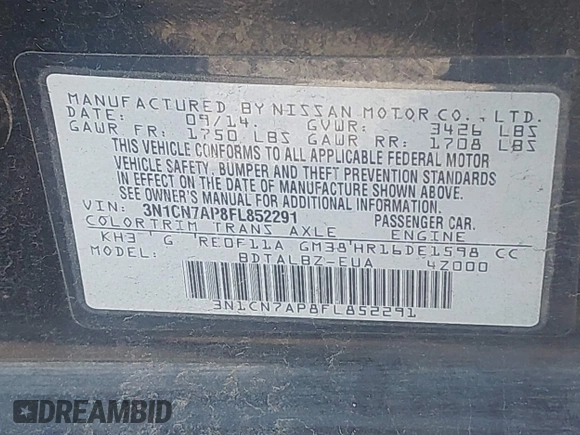 MANUFACTURED BY NISSAN MOTOR CO., LTD.
DATE: 09/14 GVWR: 3426 LBS
GAWR FR: 1750 LBS GAWR RR: 1708 LBS
THIS VEHICLE CONFORMS TO ALL APPLICABLE FEDERAL MOTOR
VEHICLE SAFETY, BUMPER AND THEFT PREVENTION STANDARDS
IN EFFECT ON THE DATE OF MANUFACTURE SHOWN ABOVE.
SEE OWNER'S MANUAL FOR ADDITIONAL INFORMATION.
VIN: 3N1CN7AP8FL852291 PASSENGER CAR.
COLOR TRIM TRANS AXLE ENGINE
KH3 G RE0F11A GM38 HR16DE1598 CC
MODEL: BDTALBZ-EUA 4Z000
3N1CN7AP8FL852291
DREAMBID